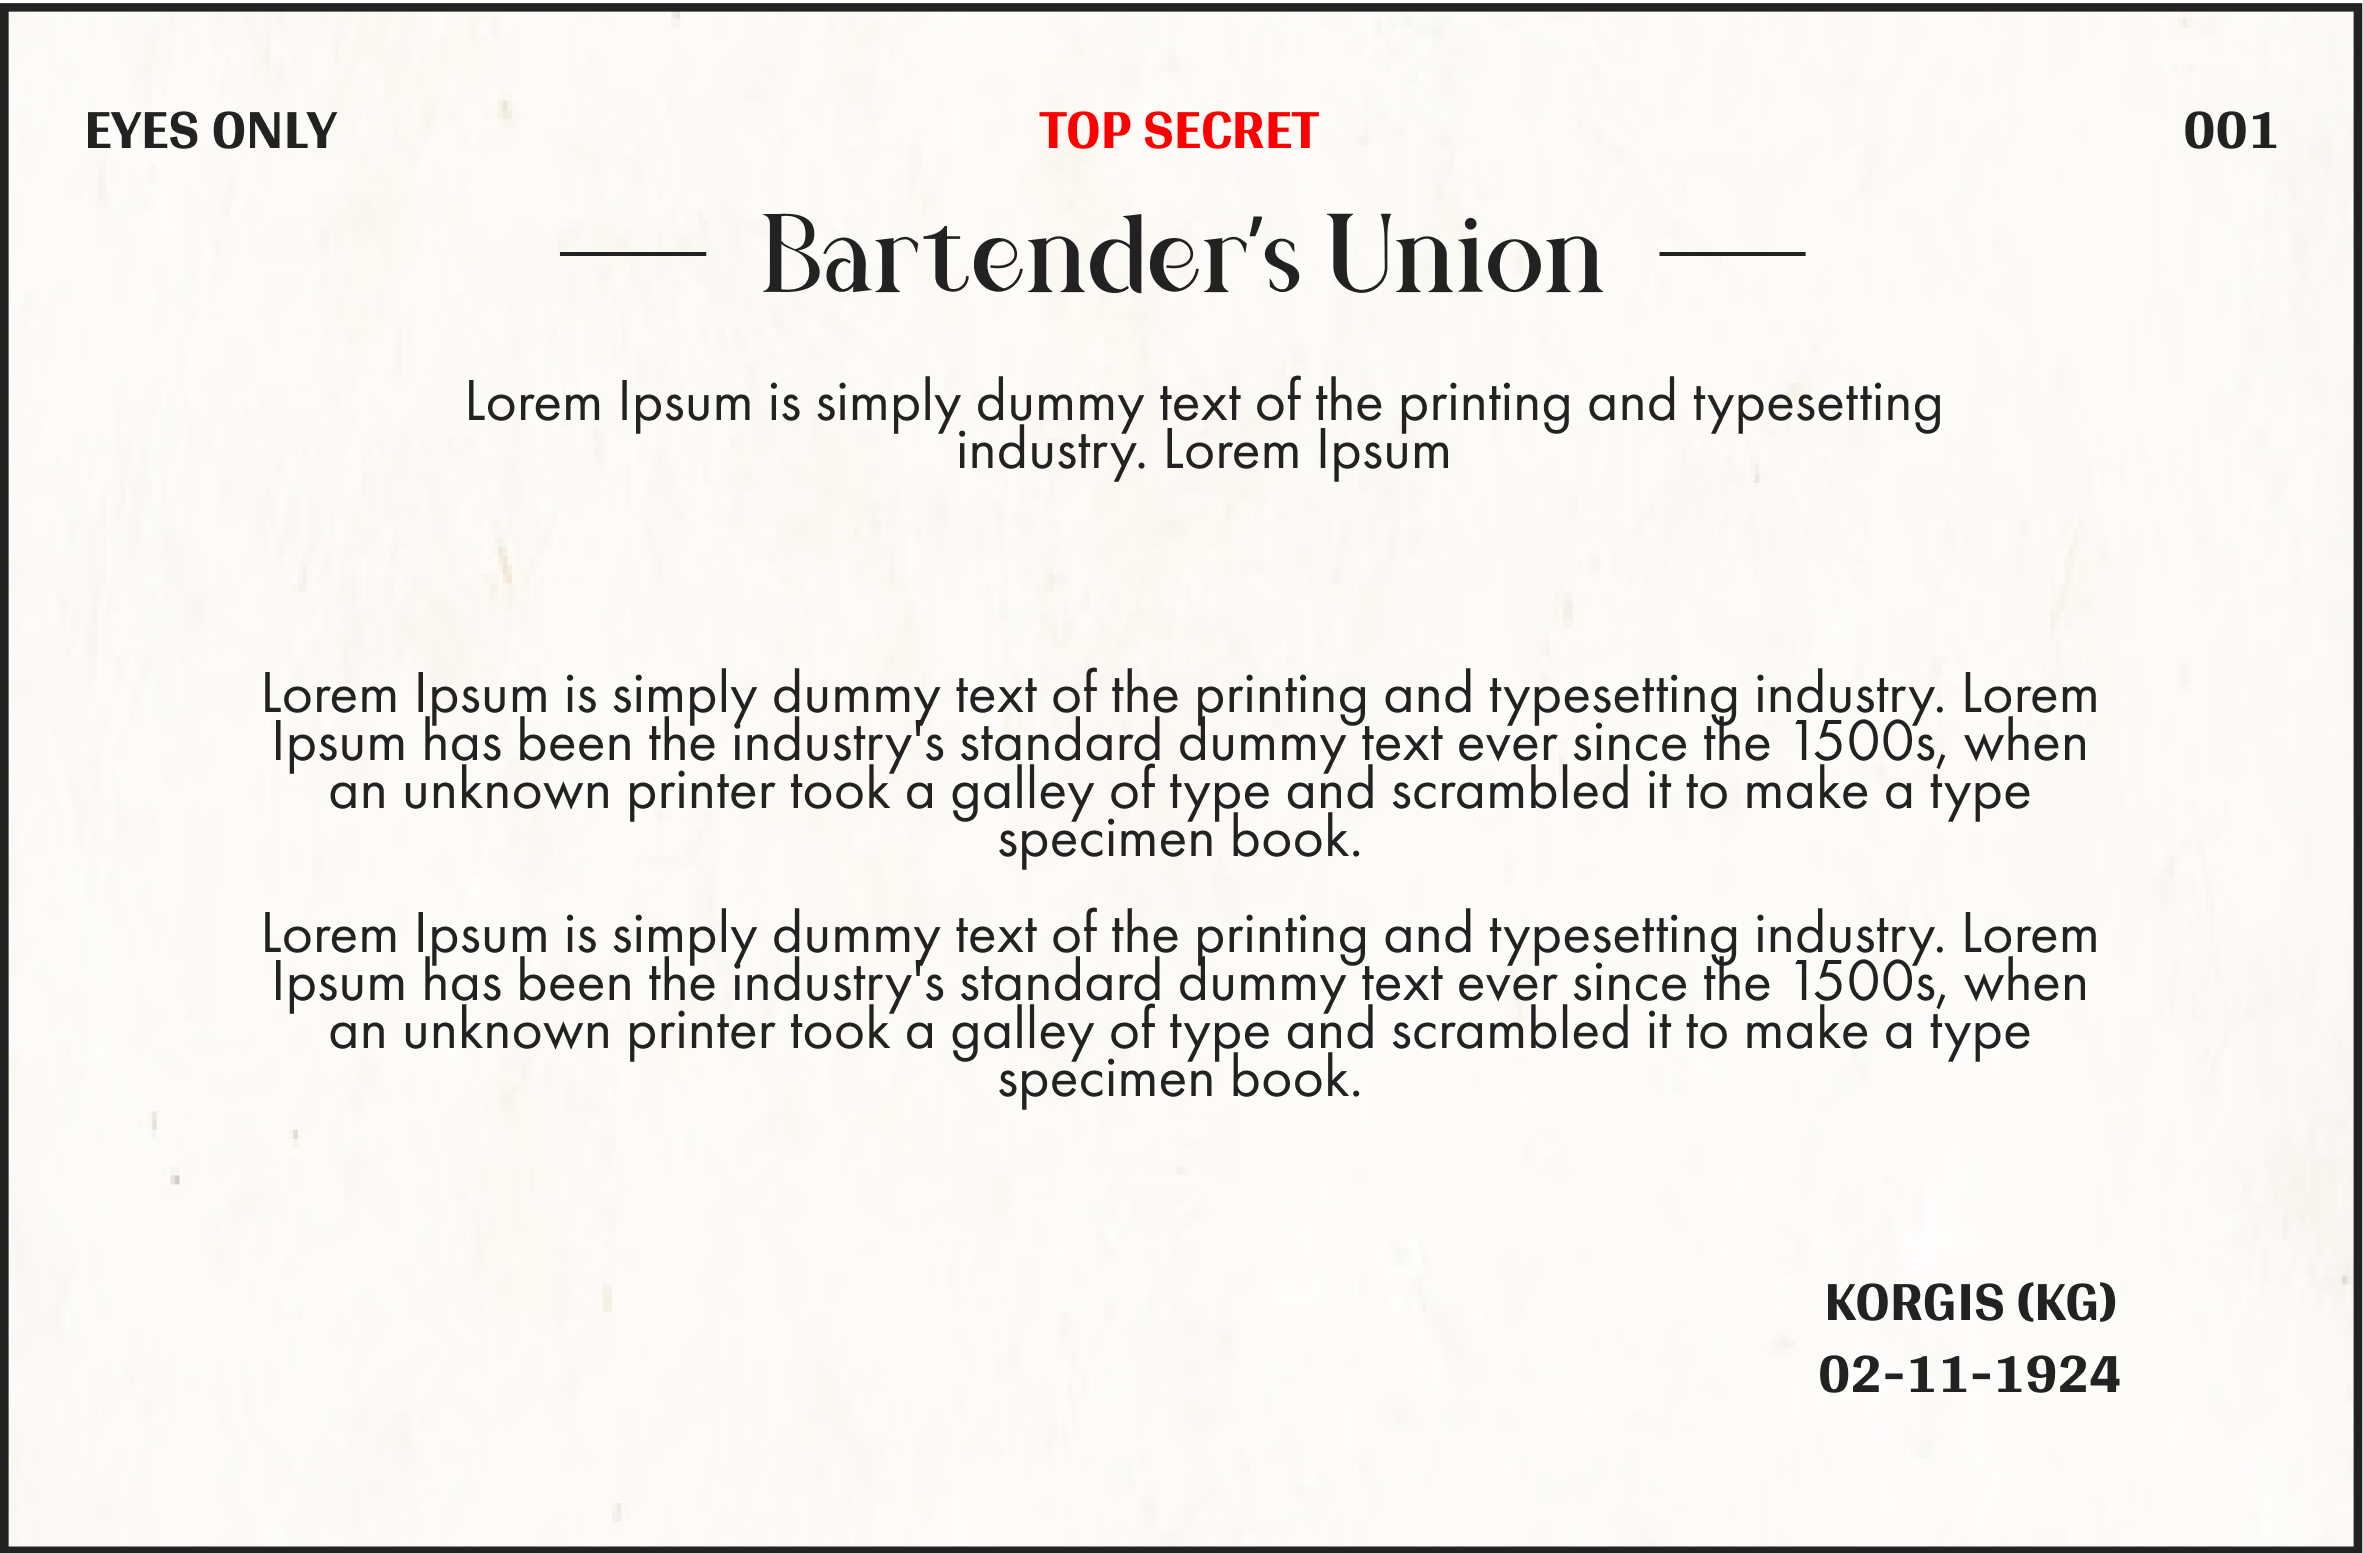 EYES ONLY TOP SECRET 001
Bartender's Union
Lorem Ipsum is simply dummy text of the printing and typesetting
industry. Lorem Ipsum
Lorem Ipsum is simply dummy text of the printing and typesetting industry. Lorem
Ipsum has been the industry's standard dummy text ever since the 1500s, when
an unknown printer took a galley of type and scrambled it to make a type
specimen book.
Lorem Ipsum is simply dummy text of the printing and typesetting industry. Lorem
Ipsum has been the industry's standard dummy text ever since the 1500s, when
an unknown printer took a galley of type and scrambled it to make a type
specimen book.
KORGIS (KG)
02-11-1924